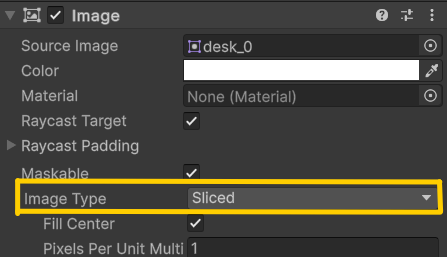 Image
Source Image desk_0
Color
Material None (Material)
Raycast Target
Raycast Padding
Maskable
Image Type Sliced
Fill Center
Pixels Per Unit Multi 1